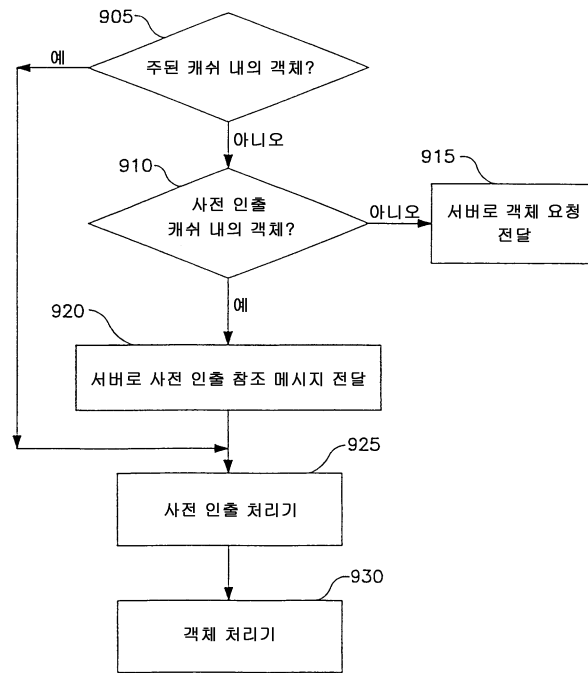 905
예
주된 캐쉬 내의 객체?
아니오
910
915
사전 인출
캐쉬 내의 객체?
아니오
서버로 객체 요청
전달
예
920
서버로 사전 인출 참조 메시지 전달
925
사전 인출 처리기
930
객체 처리기